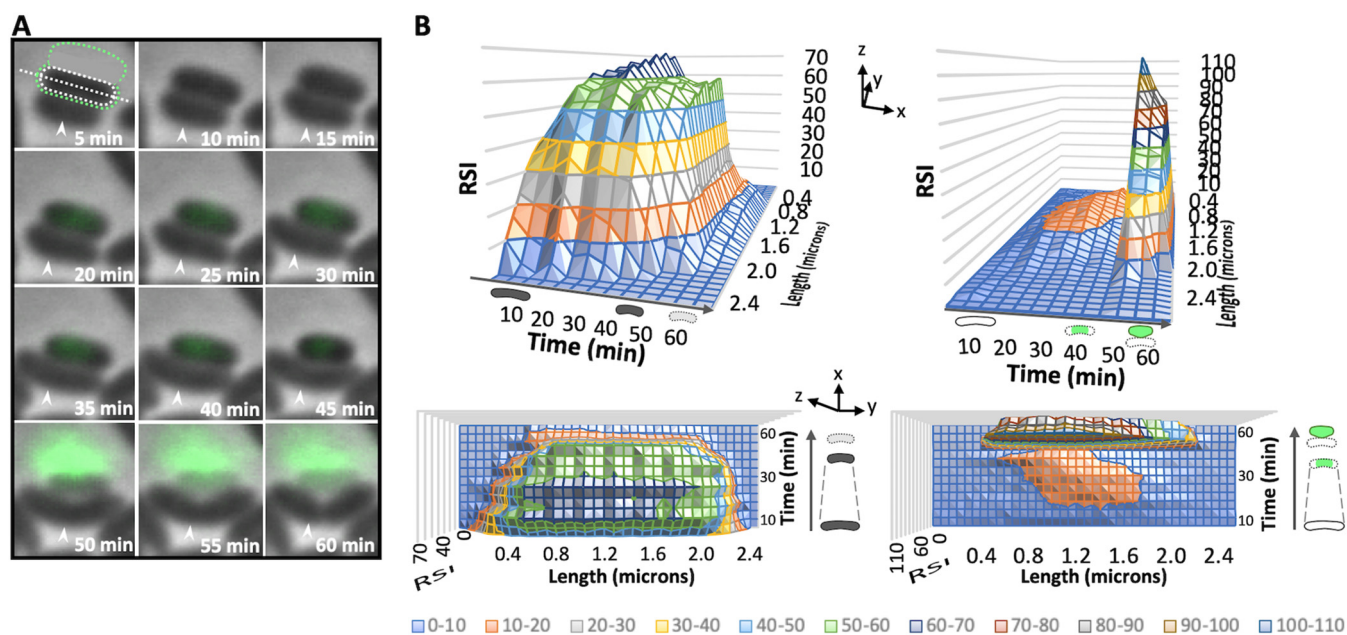 A
5 min
10 min
15 min
20 min
25 min
30 min
35 min
40 min
45 min
50 min
55 min
60 min
B
RSI
70
60
50
40
30
20
10
0.4
0.8
1.2
1.6
2.0
2.4
Length (microns)
10 20 30 40 50 60
Time (min)
z
y
x
RSI
110
100
90
80
70
60
50
40
30
20
10
0.4
0.8
1.2
1.6
2.0
2.4
Length (microns)
10 20 30 40 50 60
Time (min)
x
z
y
60
30
10
Time (min)
70 40 0
RSI
0.4 0.8 1.2 1.6 2.0 2.4
Length (microns)
60
30
10
Time (min)
110 60 0
RSI
0.4 0.8 1.2 1.6 2.0 2.4
Length (microns)
0-10 10-20 20-30 30-40 40-50 50-60 60-70 70-80 80-90 90-100 100-110